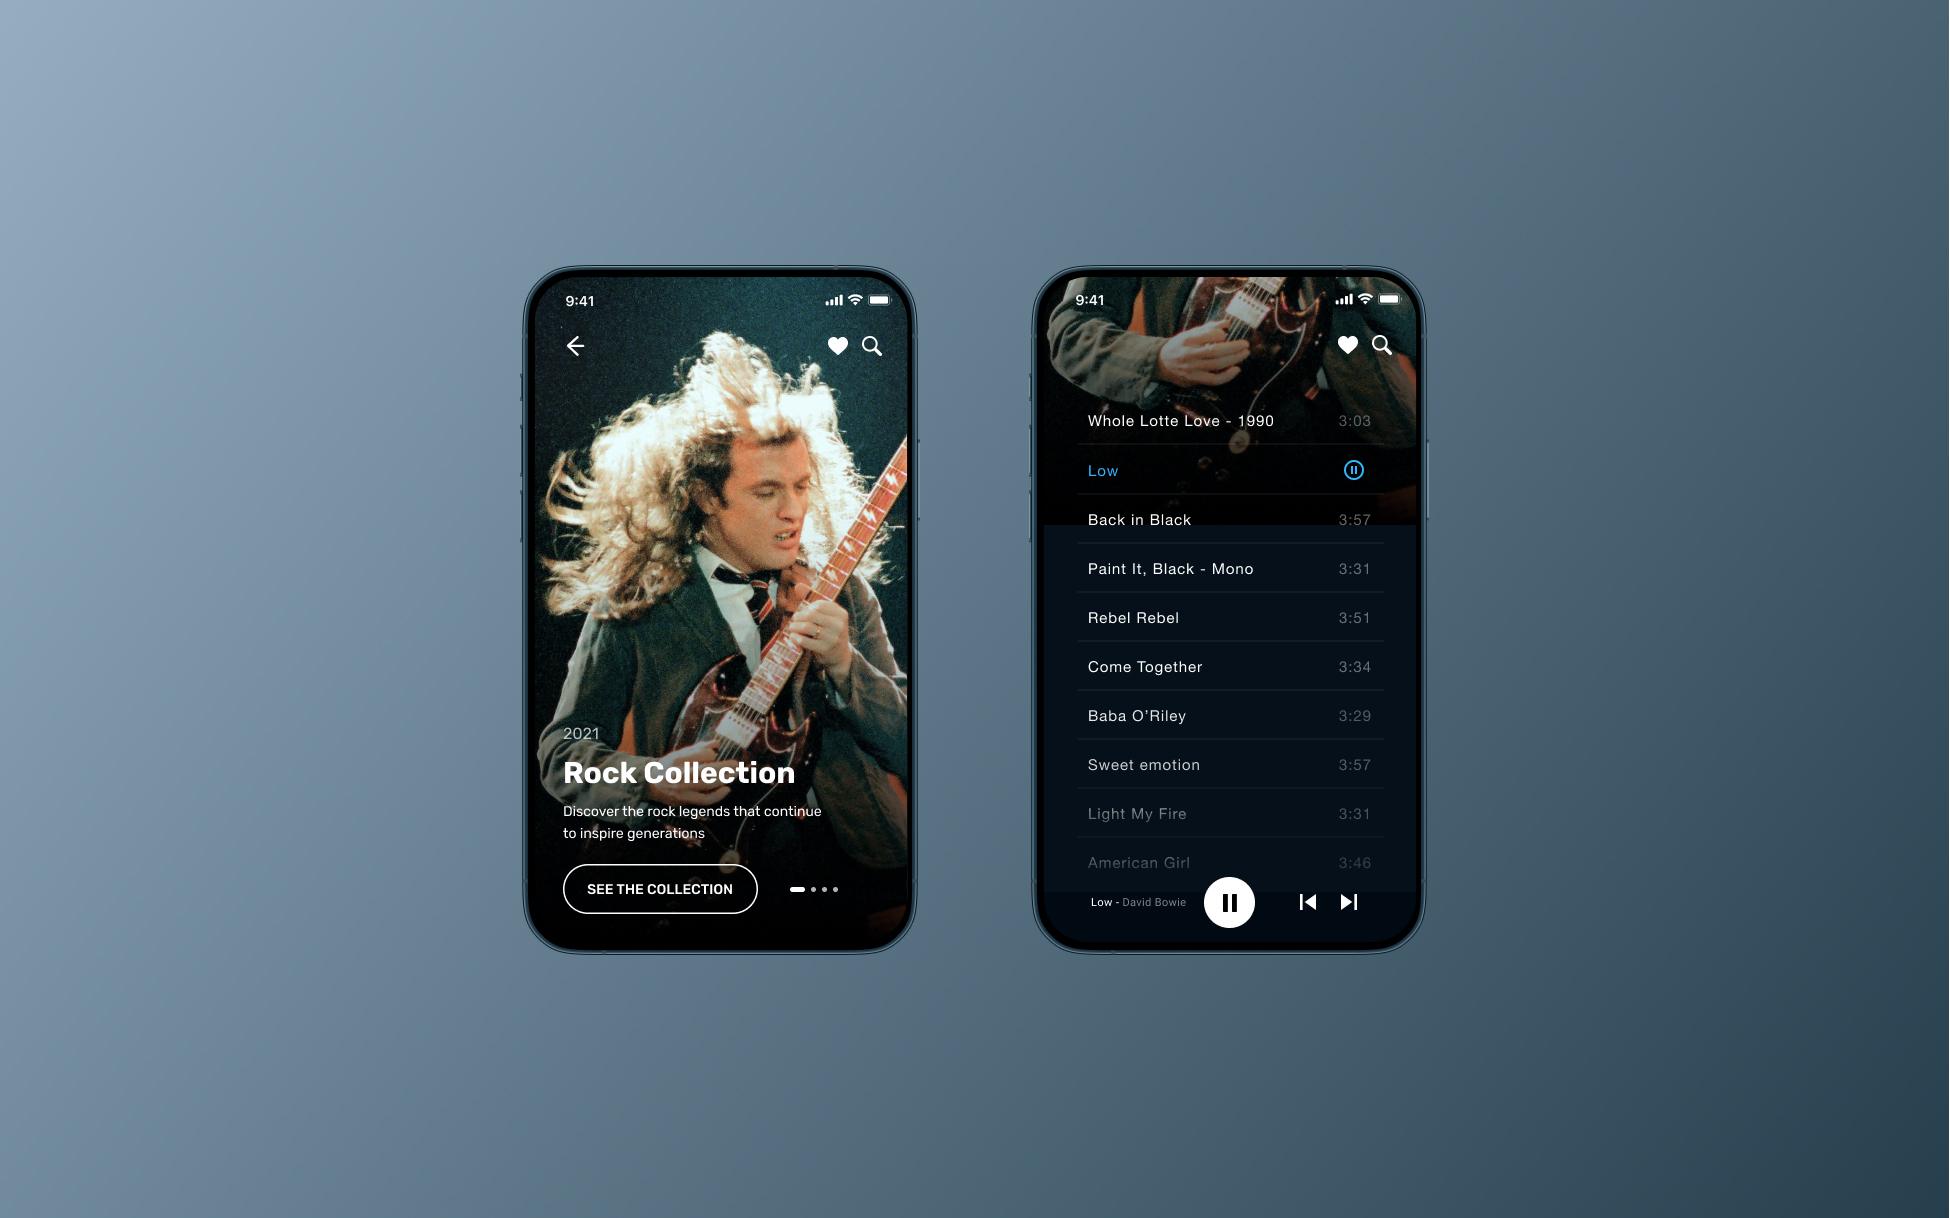 9:41
2021
Rock Collection
Discover the rock legends that continue
to inspire generations
SEE THE COLLECTION
9:41
Whole Lotte Love - 1990 3:03
Low
Back in Black 3:57
Paint It, Black - Mono 3:31
Rebel Rebel 3:51
Come Together 3:34
Baba O’Riley 3:29
Sweet emotion 3:57
Light My Fire 3:31
American Girl 3:46
Low - David Bowie